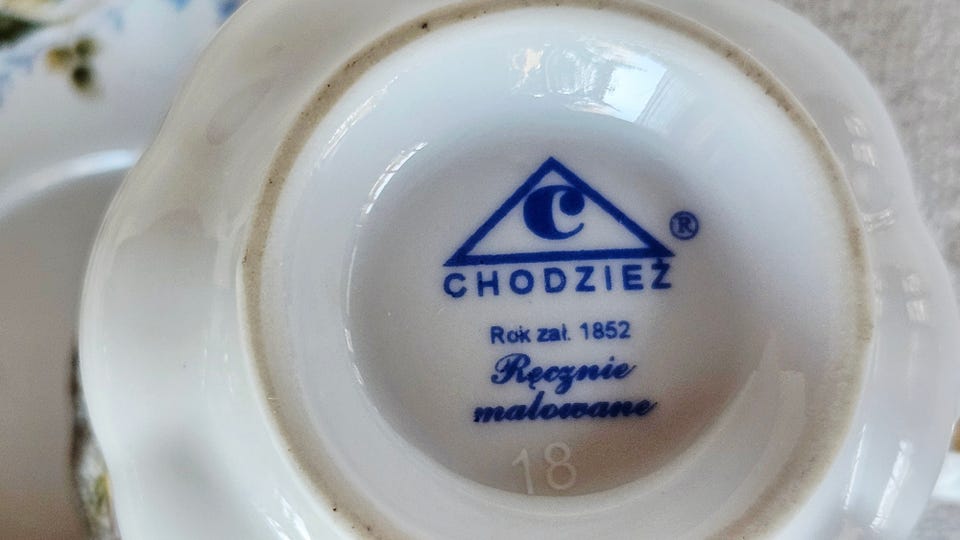 C
®
CHODZIEŻ
Rok zał. 1852
Ręcznie
malowane
18